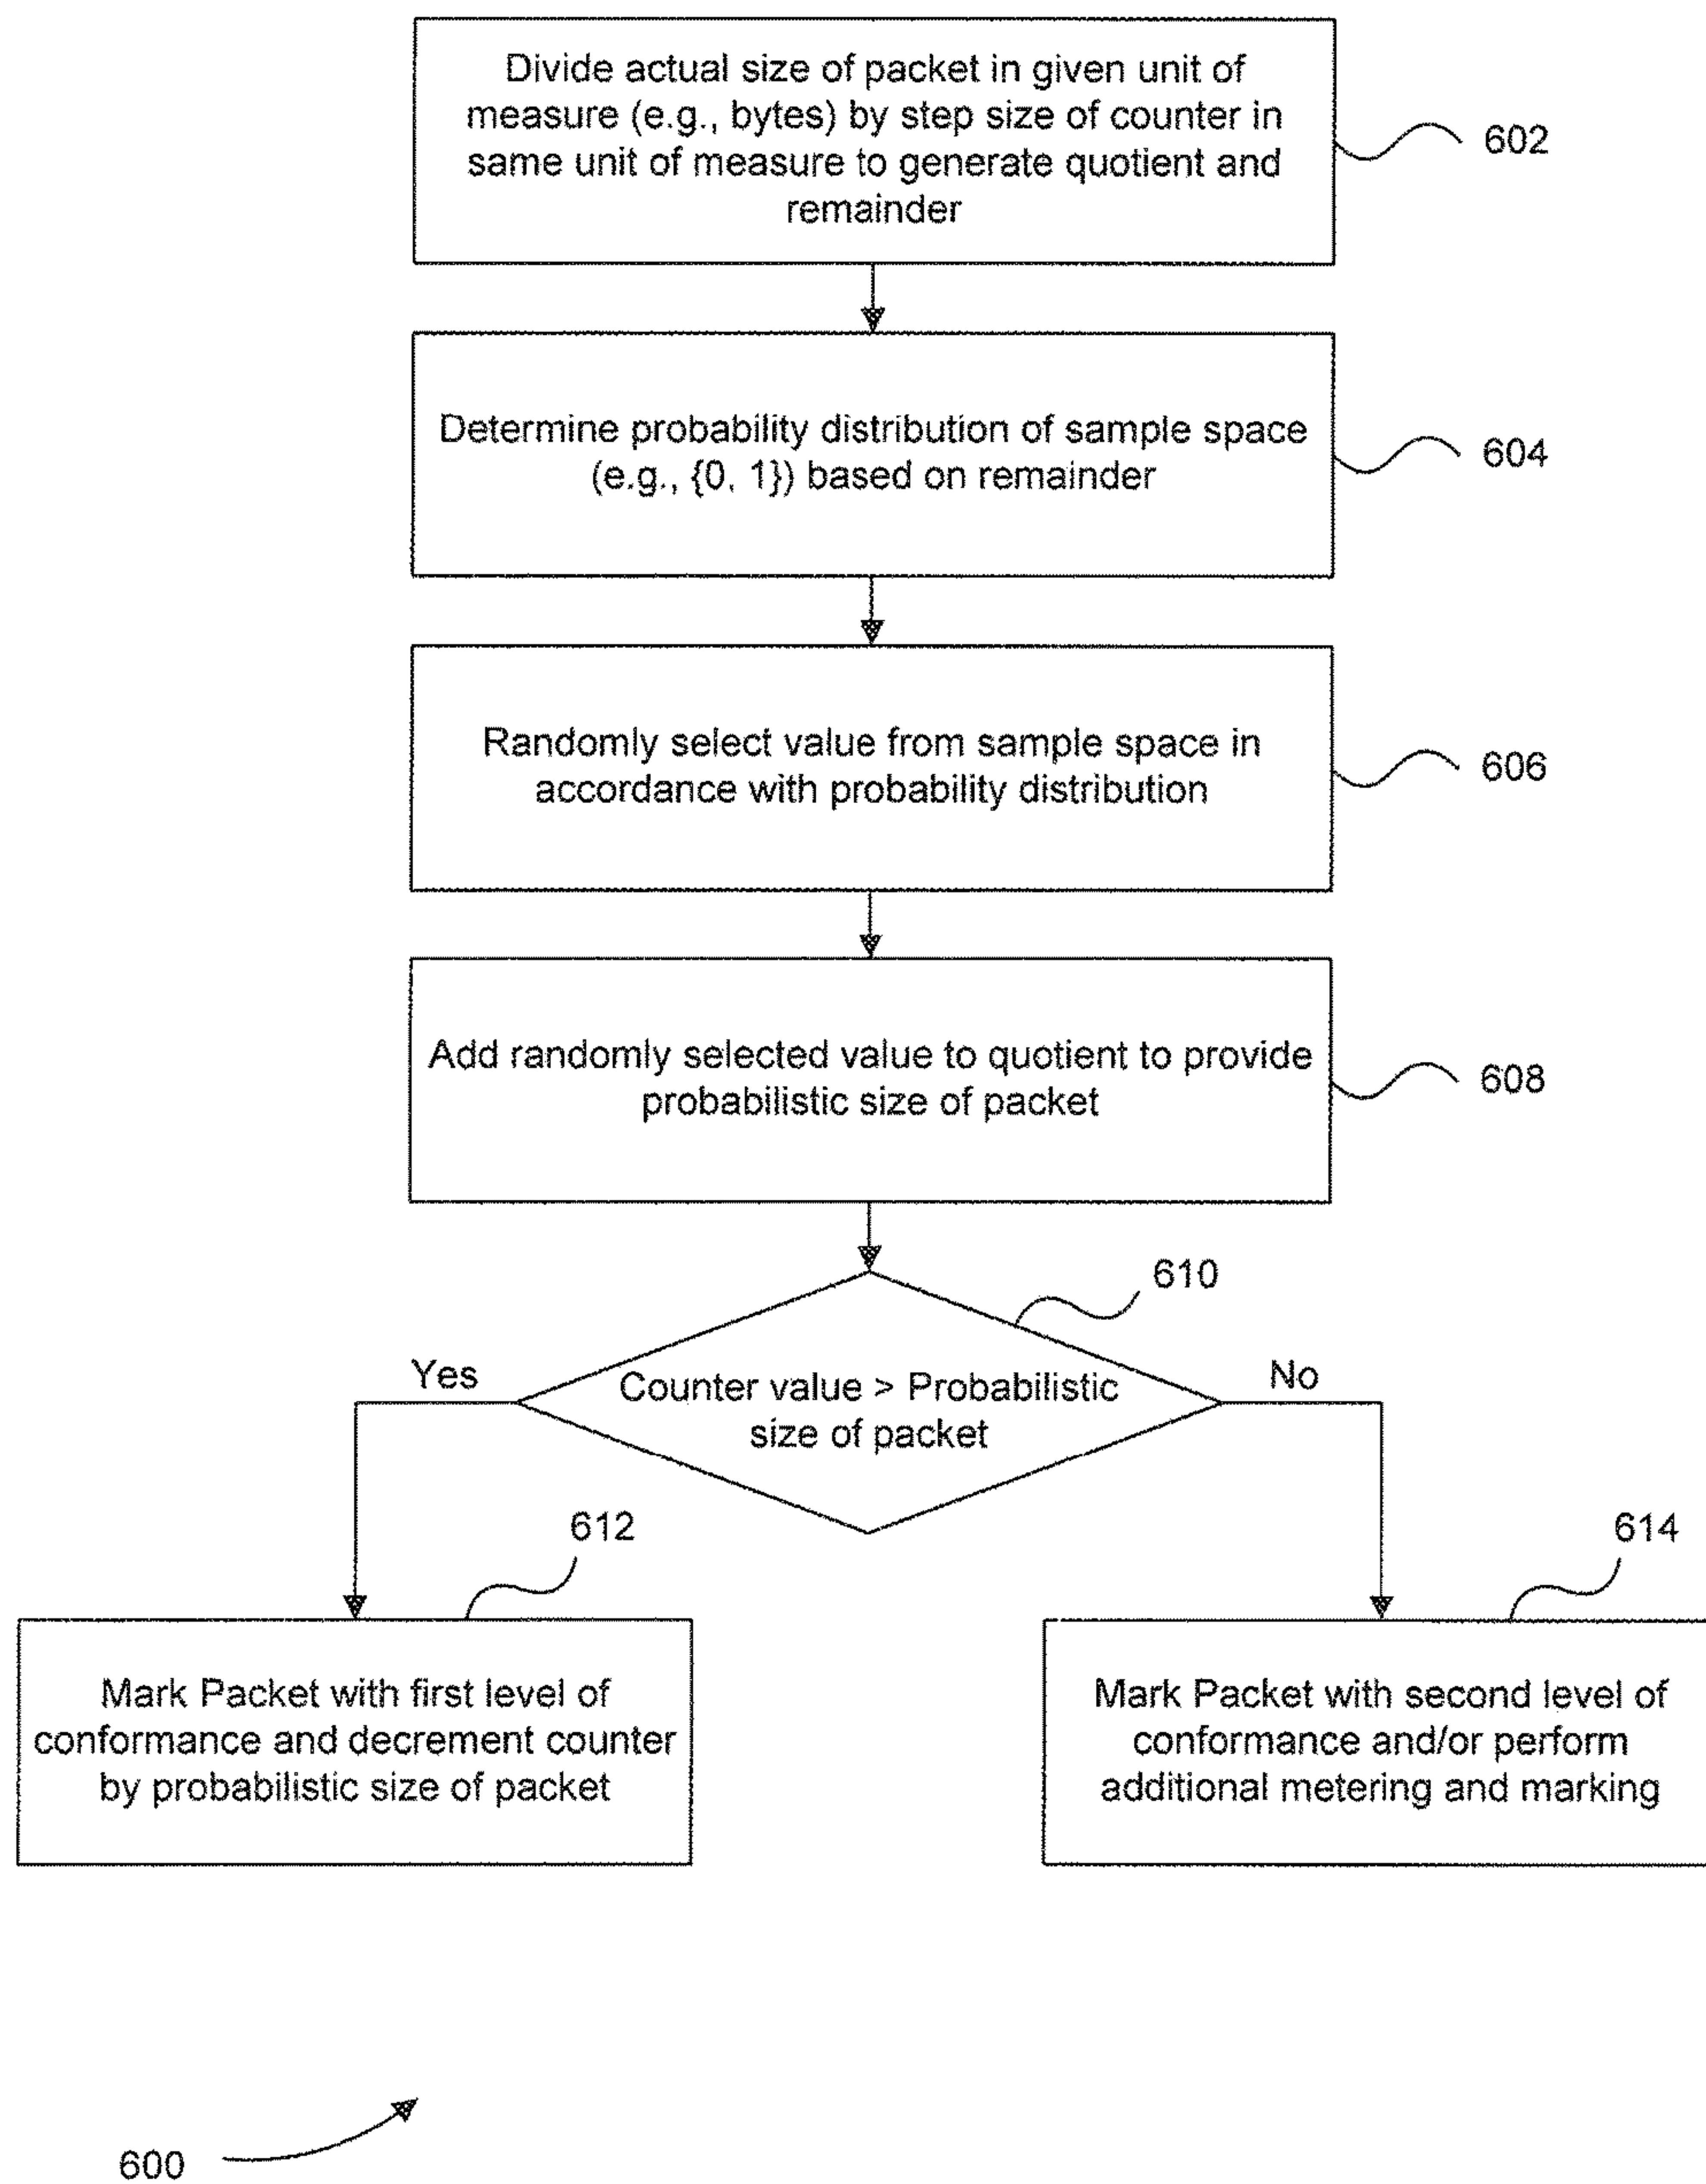 Divide actual size of packet in given unit of
measure (e.g., bytes) by step size of counter in
same unit of measure to generate quotient and
remainder
602
Determine probability distribution of sample space
(e.g., {0, 1}) based on remainder
604
Randomly select value from sample space in
accordance with probability distribution
606
Add randomly selected value to quotient to provide
probabilistic size of packet
608
610
Yes
Counter value > Probabilistic
size of packet
No
612
614
Mark Packet with first level of
conformance and decrement counter
by probabilistic size of packet
Mark Packet with second level of
conformance and/or perform
additional metering and marking
600